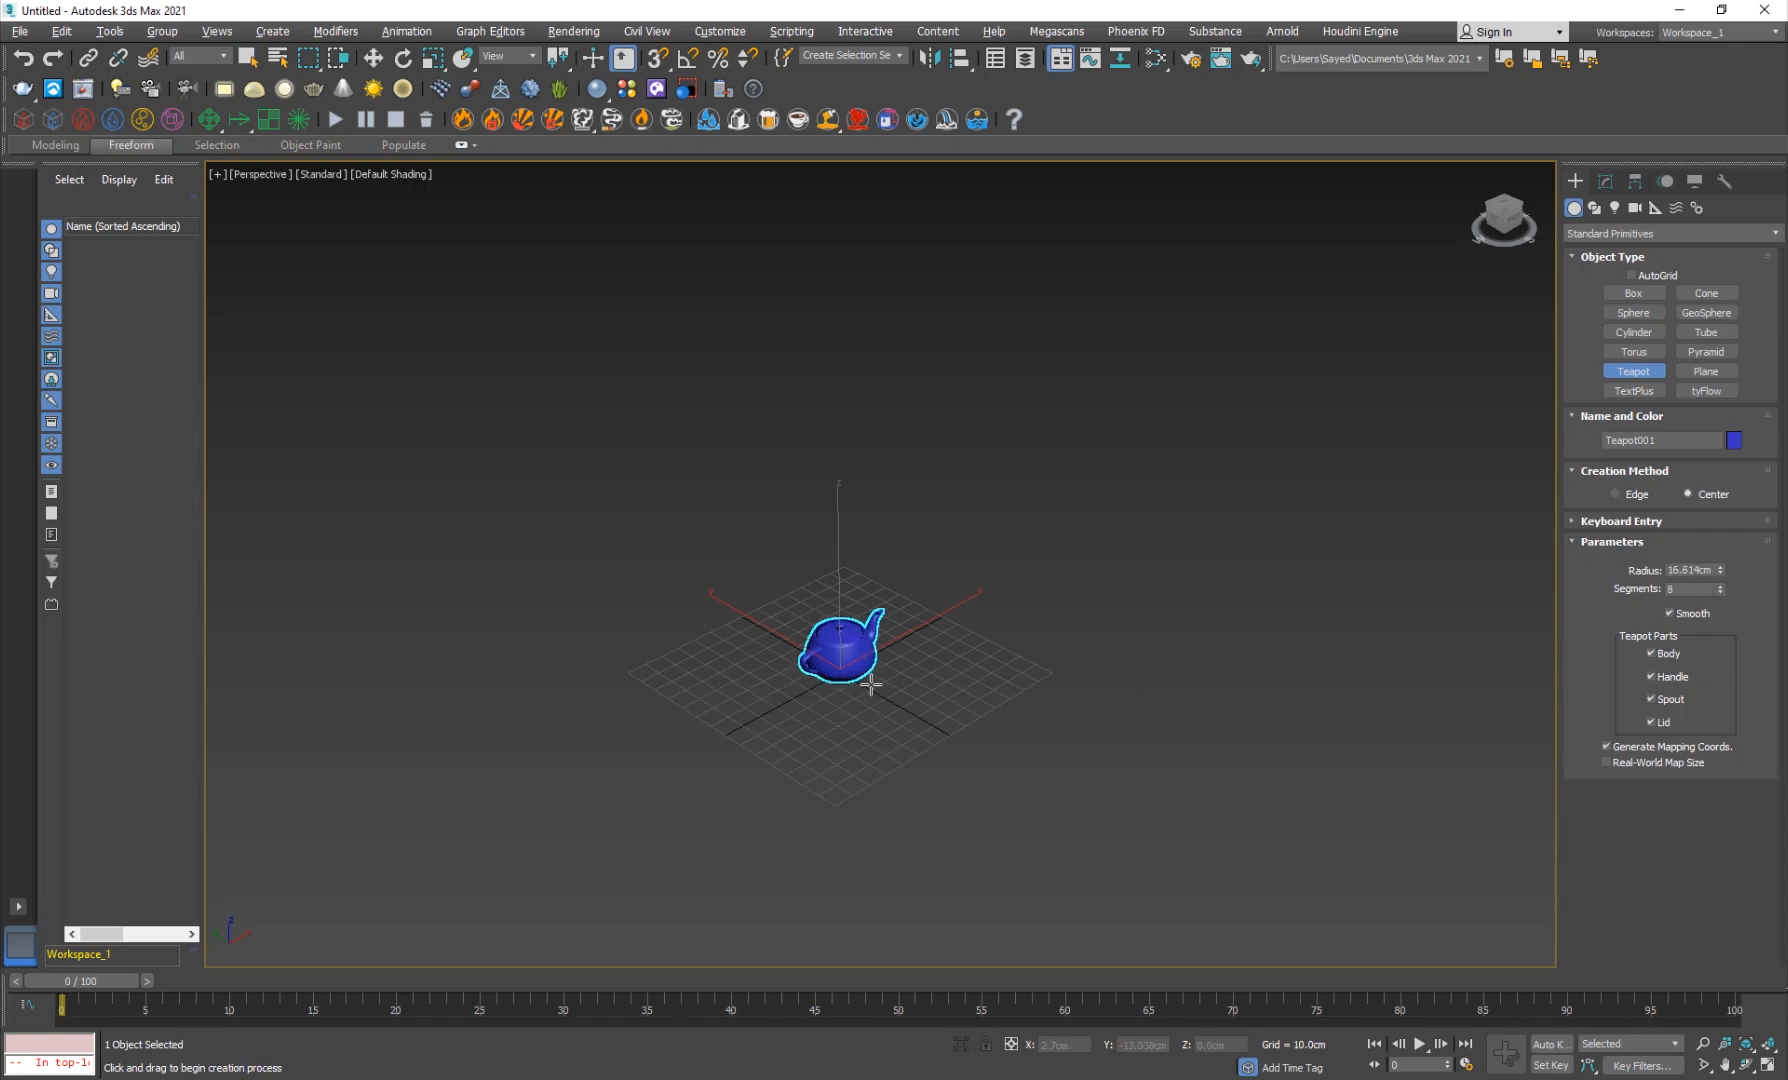 Untitled - Autodesk 3ds Max 2021
File Edit Tools Group Views Create Modifiers Animation Graph Editors Rendering Civil View Customize Scripting Interactive Content Help Megascans Phoenix FD Substance Arnold Houdini Engine Sign In Workspaces: Workspace_1
All View Create Selection Se C:\Users\Sayed\Documents\3ds Max 2021
Modeling Freeform Selection Object Paint Populate
Select Display Edit
[+] [Perspective ] [Standard ] [Default Shading ]
Name (Sorted Ascending)
Standard Primitives
Object Type
AutoGrid
Box Cone
Sphere GeoSphere
Cylinder Tube
Torus Pyramid
Teapot Plane
TextPlus tyFlow
Name and Color
Teapot001
Creation Method
Edge Center
Keyboard Entry
Parameters
Radius: 16.614cm
Segments: 8
Smooth
Teapot Parts
Body
Handle
Spout
Lid
Generate Mapping Coords.
Real-World Map Size
z
x
z
x
Workspace_1
< 0 / 100 >
0 5 10 15 20 25 30 35 40 45 50 55 60 65 70 75 80 85 90 95 100
1 Object Selected
X: Y: Z: 0.0cm Grid = 10.0cm
Auto K... Selected
-- In top-l
Click and drag to begin creation process
Add Time Tag
0
Set Key Key Filters...